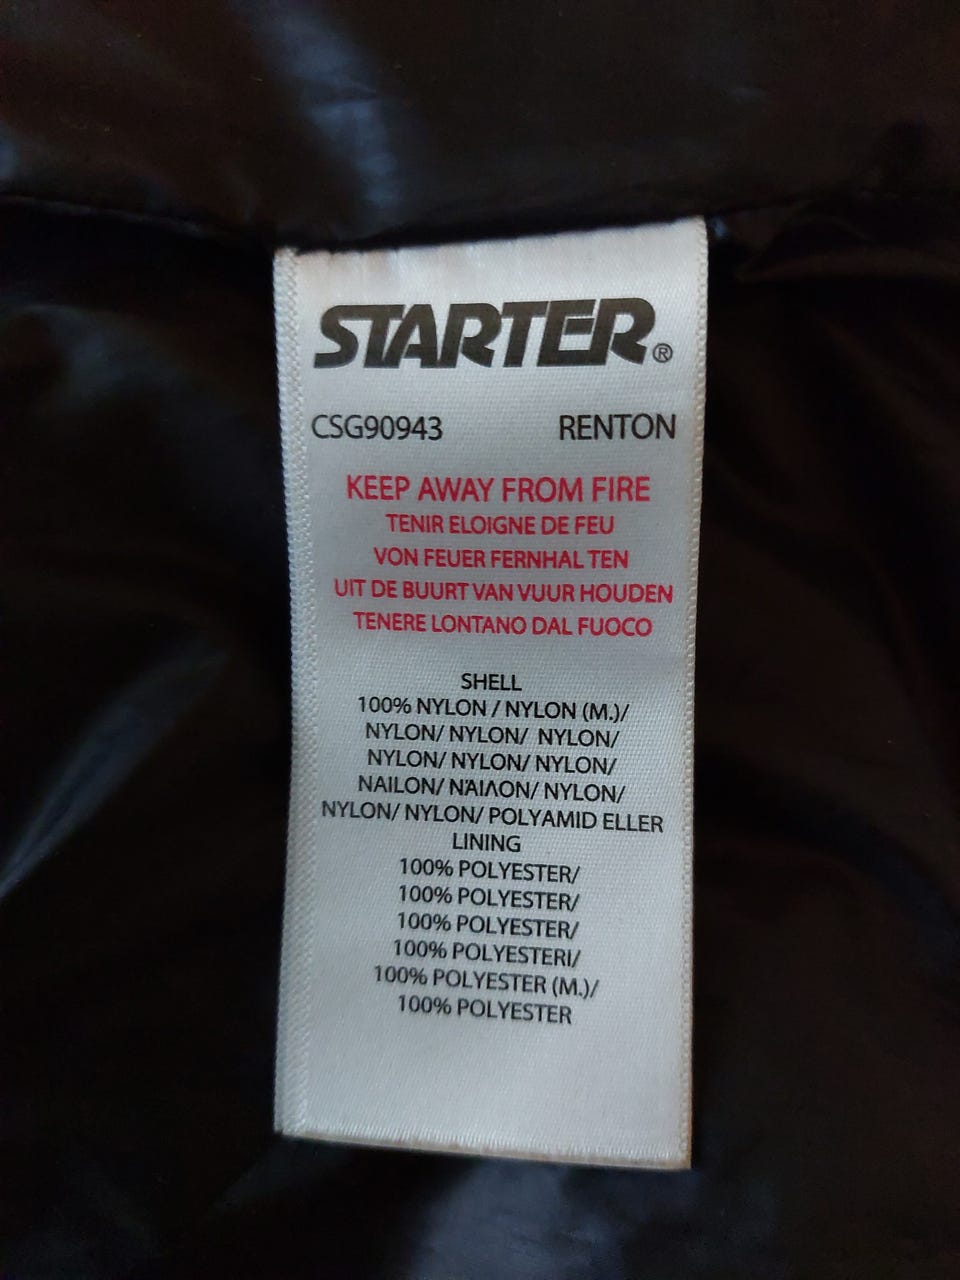 STARTER®
CSG90943 RENTON
KEEP AWAY FROM FIRE
TENIR ELOIGNE DE FEU
VON FEUER FERNHAL TEN
UIT DE BUURT VAN VUUR HOUDEN
TENERE LONTANO DAL FUOCO
SHELL
100% NYLON / NYLON (M.)/
NYLON/ NYLON/ NYLON/
NYLON/ NYLON/ NYLON/
NAILON/ ΝΆΙΛΟΝ/ NYLON/
NYLON/ NYLON/ POLYAMID ELLER
LINING
100% POLYESTER/
100% POLYESTER/
100% POLYESTER/
100% POLYESTERI/
100% POLYESTER (M.)/
100% POLYESTER